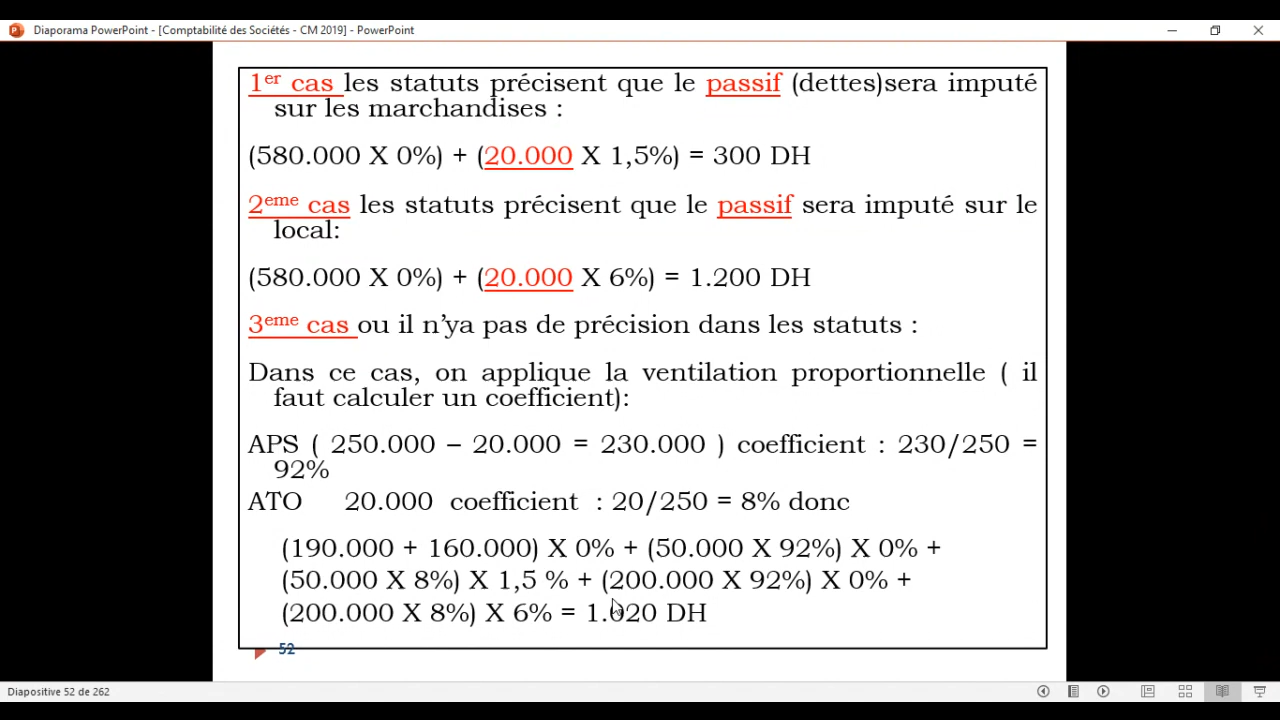 Diaporama PowerPoint - [Comptabilité des Sociétés - CM 2019] - PowerPoint
1er cas les statuts précisent que le passif (dettes)sera imputé
sur les marchandises :
(580.000 X 0%) + (20.000 X 1,5%) = 300 DH
2eme cas les statuts précisent que le passif sera imputé sur le
local:
(580.000 X 0%) + (20.000 X 6%) = 1.200 DH
3eme cas ou il n'ya pas de précision dans les statuts :
Dans ce cas, on applique la ventilation proportionnelle ( il
faut calculer un coefficient):
APS ( 250.000 – 20.000 = 230.000 ) coefficient : 230/250 =
92%
ATO 20.000 coefficient : 20/250 = 8% donc
(190.000 + 160.000) X 0% + (50.000 X 92%) X 0% +
(50.000 X 8%) X 1,5 % + (200.000 X 92%) X 0% +
(200.000 X 8%) X 6% = 1.020 DH
52
Diapositive 52 de 262